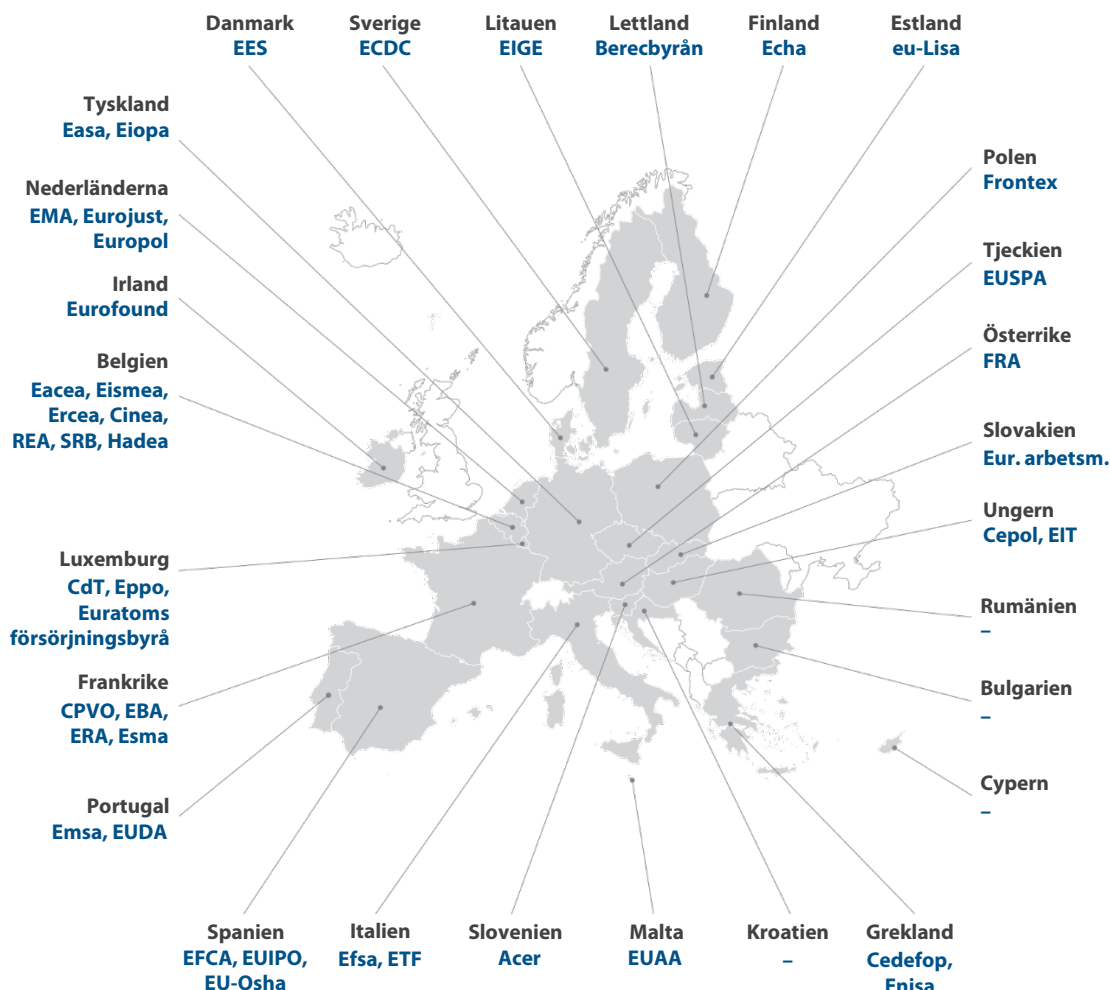 Danmark
EES
Sverige
ECDC
Litauen
EIGE
Lettland
Berecbyrån
Finland
Echa
Estland
eu-Lisa
Tyskland
Easa, Eiopa
Nederländerna
EMA, Eurojust,
Europol
Irland
Eurofound
Belgien
Eacea, Eismea,
Ercea, Cinea,
REA, SRB, Hadea
Luxemburg
CdT, Eppo,
Euratoms
försörjningsbyrå
Frankrike
CPVO, EBA,
ERA, Esma
Portugal
Emsa, EUDA
Polen
Frontex
Tjeckien
EUSPA
Österrike
FRA
Slovakien
Eur. arbetsm.
Ungern
Cepol, EIT
Rumänien
–
Bulgarien
–
Cypern
–
Spanien
EFCA, EUIPO,
EU-Osha
Italien
Efsa, ETF
Slovenien
Acer
Malta
EUAA
Kroatien
–
Grekland
Cedefop,
Enisa